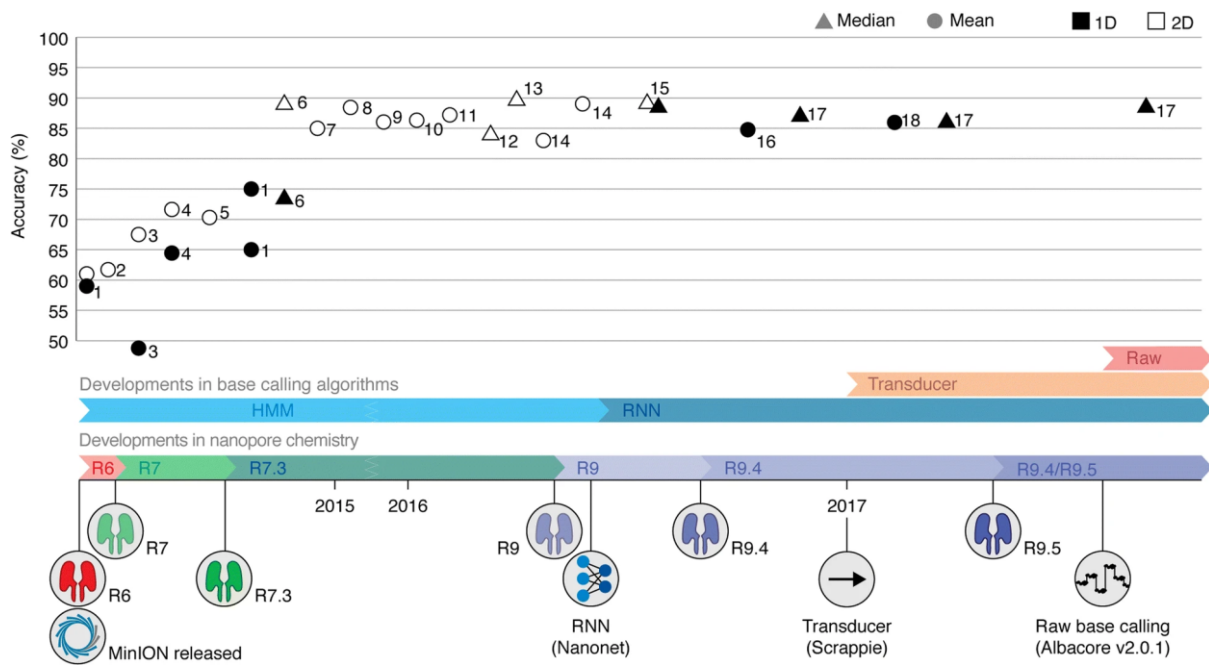 Median Mean 1D 2D
100
95
90
85
80
75
70
65
60
55
50
Accuracy (%)
1
2
3
3
4
4
5
1
1
6
6
7
8
9
10
11
12
13
14
14
15
16
17
18
17
17
Raw
Developments in base calling algorithms
Transducer
HMM RNN
Developments in nanopore chemistry
R6 R7 R7.3 R9 R9.4 R9.4/R9.5
2015 2016 2017
R7 R9 R9.4 R9.5
R6 R7.3
MinION released
RNN
(Nanonet)
Transducer
(Scrappie)
Raw base calling
(Albacore v2.0.1)